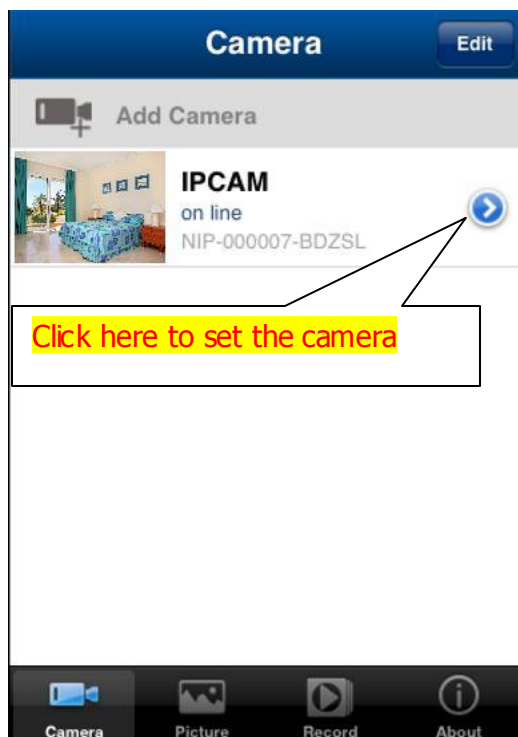 Camera
Edit
Add Camera
IPCAM
on line
NIP-000007-BDZSL
Click here to set the camera
Camera
Picture
Record
About